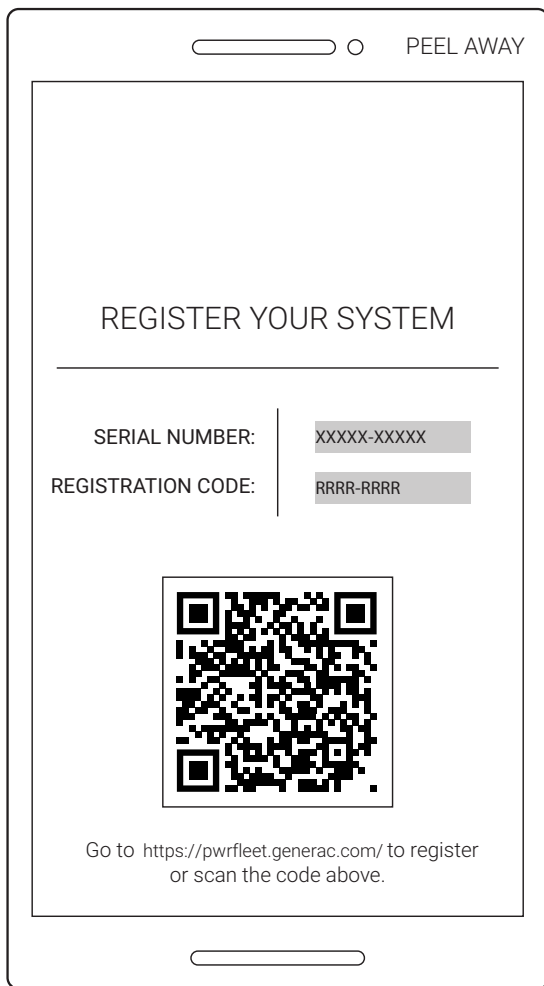 PEEL AWAY
REGISTER YOUR SYSTEM
SERIAL NUMBER: XXXXX-XXXXX
REGISTRATION CODE: RRRR-RRRR
Go to https://pwrfleet.generac.com/ to register
or scan the code above.